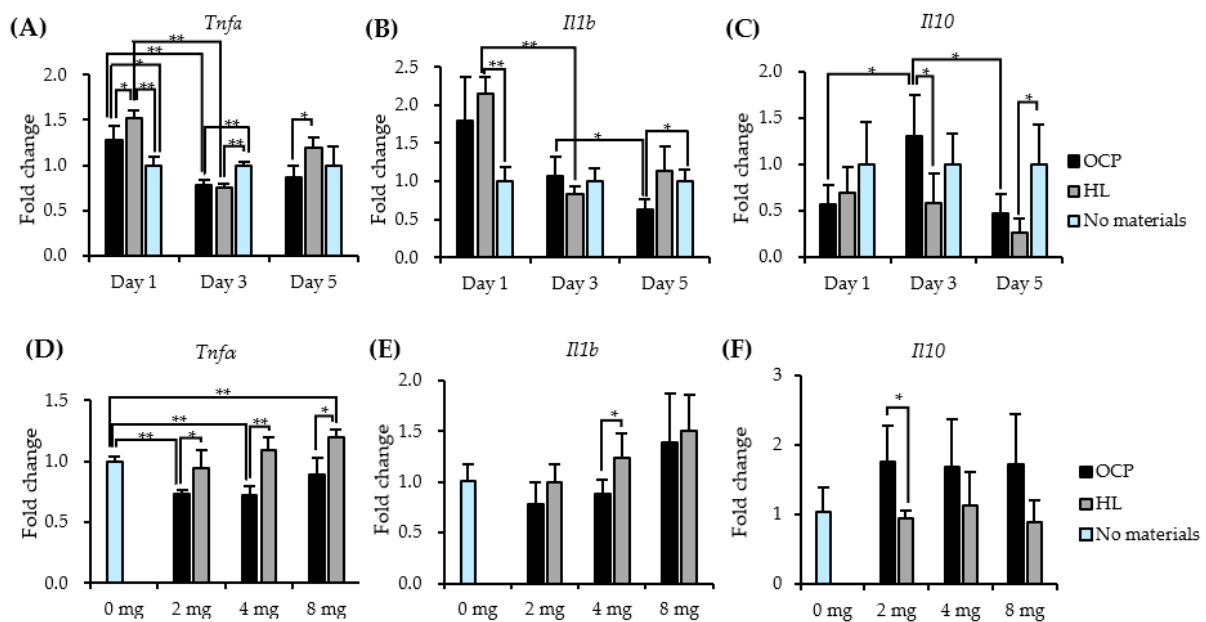 (A) Tnfa
Fold change
2.0
1.5
1.0
0.5
0.0
** ** * * ** ** ** *
Day 1 Day 3 Day 5
(B) Il1b
Fold change
2.5
2.0
1.5
1.0
0.5
0.0
** ** * *
Day 1 Day 3 Day 5
(C) Il10
Fold change
2.0
1.5
1.0
0.5
0.0
* * * *
Day 1 Day 3 Day 5
OCP
HL
No materials
(D) Tnfα
Fold change
1.5
1.0
0.5
0.0
** ** ** * ** *
0 mg 2 mg 4 mg 8 mg
(E) Il1b
Fold change
2.0
1.5
1.0
0.5
0.0
*
0 mg 2 mg 4 mg 8 mg
(F) Il10
Fold change
3
2
1
0
*
0 mg 2 mg 4 mg 8 mg
OCP
HL
No materials